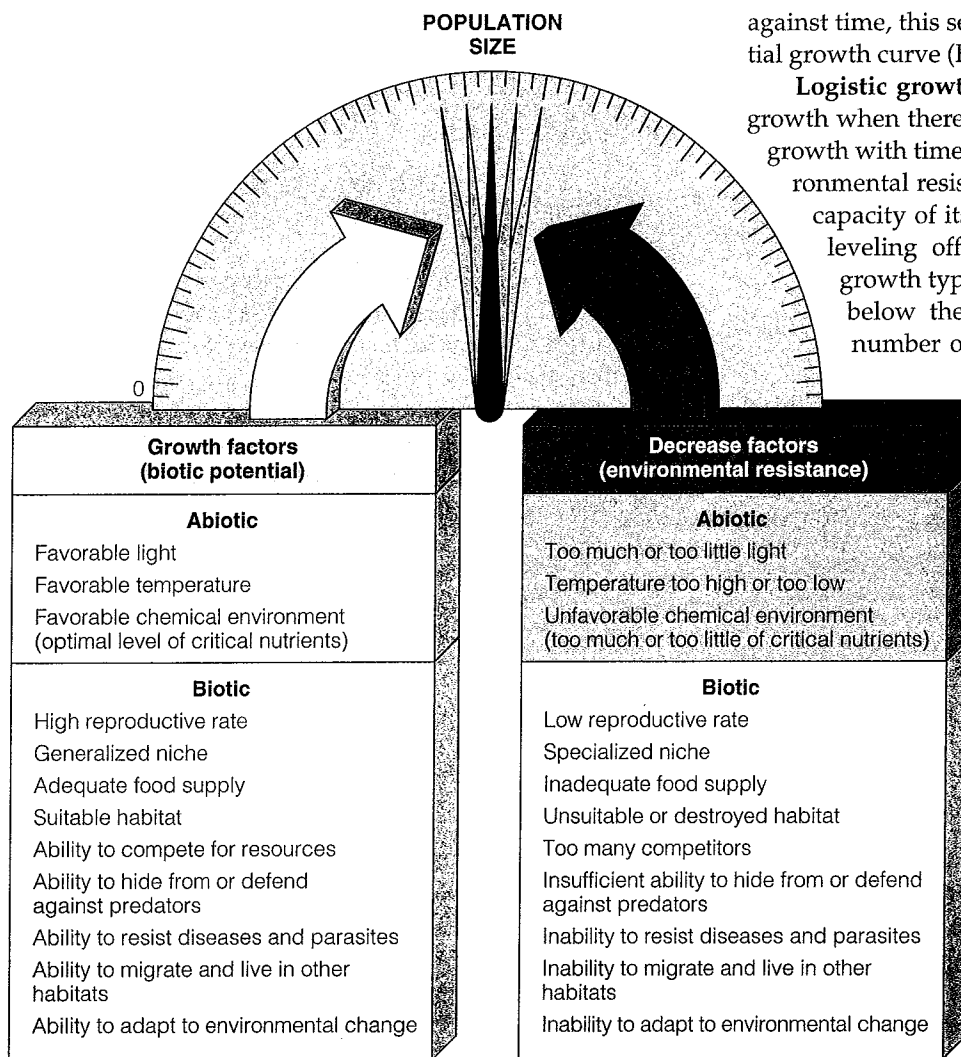 POPULATION
SIZE
against time, this se
tial growth curve (
Logistic growt
growth when there
growth with time
ronmental resis
capacity of it
leveling off
growth typ
below the
number o
0
Growth factors
(biotic potential)
Abiotic
Favorable light
Favorable temperature
Favorable chemical environment
(optimal level of critical nutrients)
Biotic
High reproductive rate
Generalized niche
Adequate food supply
Suitable habitat
Ability to compete for resources
Ability to hide from or defend
against predators
Ability to resist diseases and parasites
Ability to migrate and live in other
habitats
Ability to adapt to environmental change
Decrease factors
(environmental resistance)
Abiotic
Too much or too little light
Temperature too high or too low
Unfavorable chemical environment
(too much or too little of critical nutrients)
Biotic
Low reproductive rate
Specialized niche
Inadequate food supply
Unsuitable or destroyed habitat
Too many competitors
Insufficient ability to hide from or defend
against predators
Inability to resist diseases and parasites
Inability to migrate and live in other
habitats
Inability to adapt to environmental change